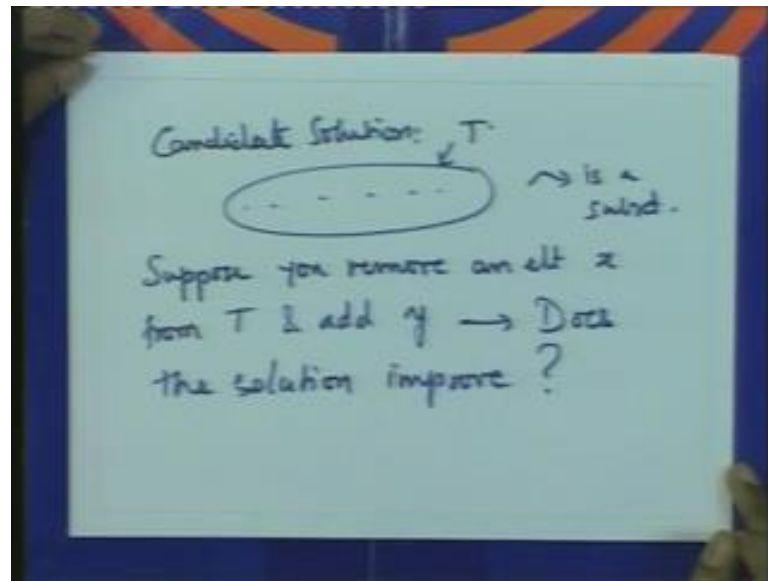 Candidate Solution: T.
~> is a
subset.
Suppose you remove an elt x
from T & add y → Does
the solution improve ?